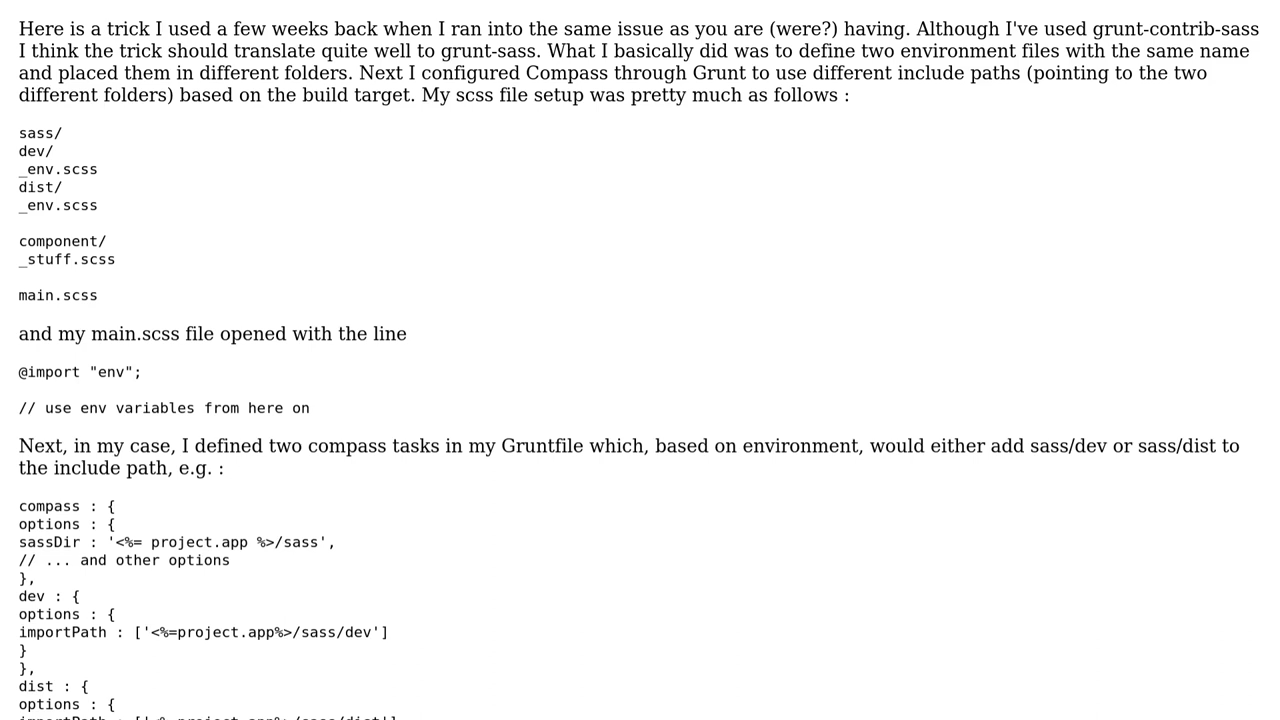 Here is a trick I used a few weeks back when I ran into the same issue as you are (were?) having. Although I've used grunt-contrib-sass
I think the trick should translate quite well to grunt-sass. What I basically did was to define two environment files with the same name
and placed them in different folders. Next I configured Compass through Grunt to use different include paths (pointing to the two
different folders) based on the build target. My scss file setup was pretty much as follows :
sass/
dev/
_env.scss
dist/
_env.scss
component/
_stuff.scss
main.scss
and my main.scss file opened with the line
@import "env";
// use env variables from here on
Next, in my case, I defined two compass tasks in my Gruntfile which, based on environment, would either add sass/dev or sass/dist to
the include path, e.g. :
compass : {
options : {
sassDir : '<%= project.app %>/sass',
// ... and other options
},
dev : {
options : {
importPath : ['<%=project.app%>/sass/dev']
}
},
dist : {
options : {
importPath : ['<%=project.app%>/sass/dist']